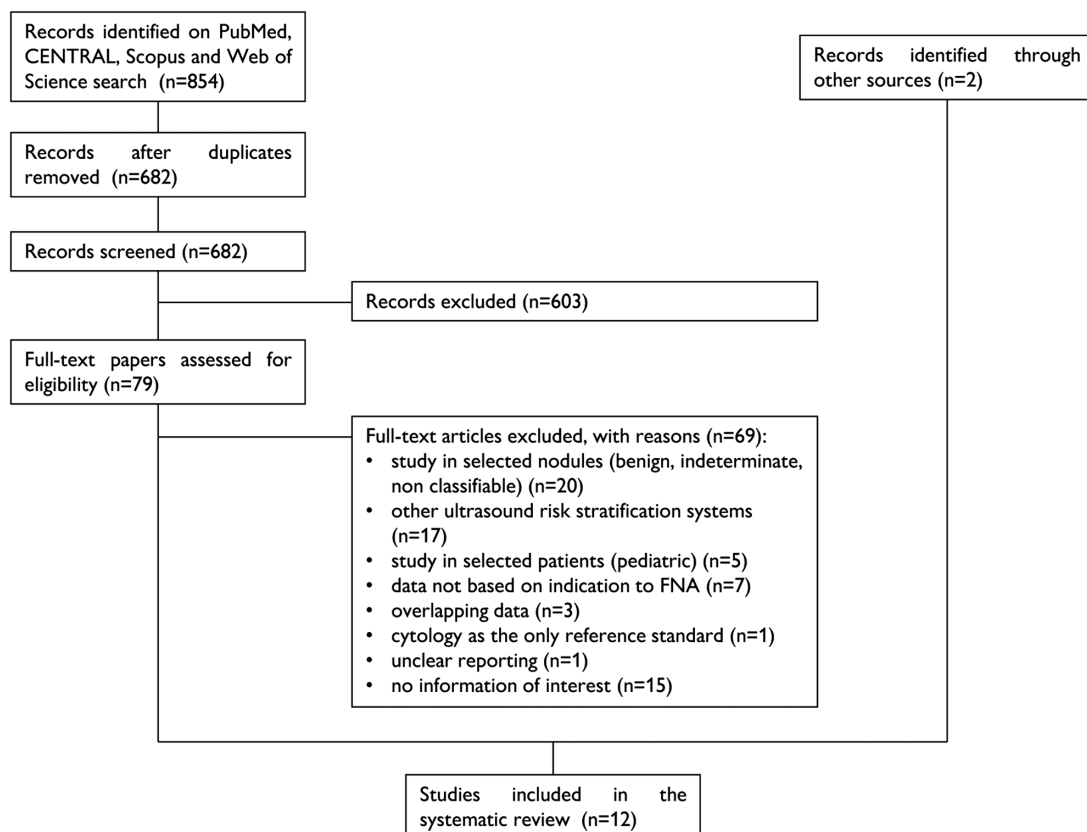 Records identified on PubMed,
CENTRAL, Scopus and Web of
Science search (n=854)
Records identified through
other sources (n=2)
Records after duplicates
removed (n=682)
Records screened (n=682)
Records excluded (n=603)
Full-text papers assessed for
eligibility (n=79)
Full-text articles excluded, with reasons (n=69):
• study in selected nodules (benign, indeterminate,
non classifiable) (n=20)
• other ultrasound risk stratification systems
(n=17)
• study in selected patients (pediatric) (n=5)
• data not based on indication to FNA (n=7)
• overlapping data (n=3)
• cytology as the only reference standard (n=1)
• unclear reporting (n=1)
• no information of interest (n=15)
Studies included in the
systematic review (n=12)